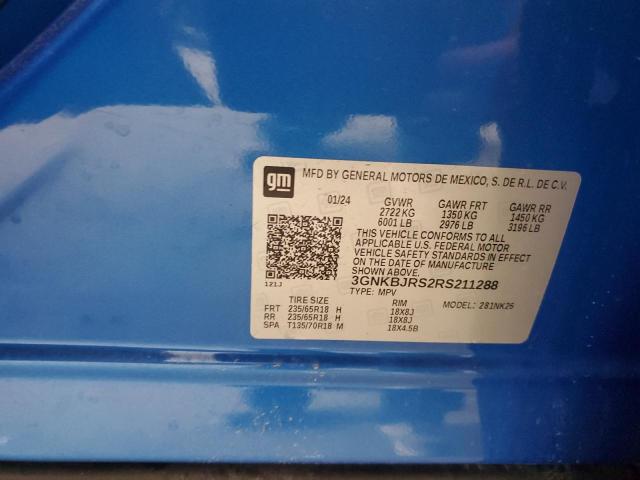 gm
MFD BY GENERAL MOTORS DE MEXICO, S. DE R.L. DE C.V.
01/24 GVWR GAWR FRT GAWR RR
2722 KG 1350 KG 1450 KG
6001 LB 2976 LB 3196 LB
THIS VEHICLE CONFORMS TO ALL
APPLICABLE U.S. FEDERAL MOTOR
VEHICLE SAFETY STANDARDS IN
EFFECT ON THE DATE OF MANUFACTURE
SHOWN ABOVE.
121J 3GNKBJRS2RS211288
TYPE: MPV MODEL: 281NK26
TIRE SIZE RIM
FRT 235/65R18 H 18X8J
RR 235/65R18 H 18X8J
SPA T135/70R18 M 18X4.5B